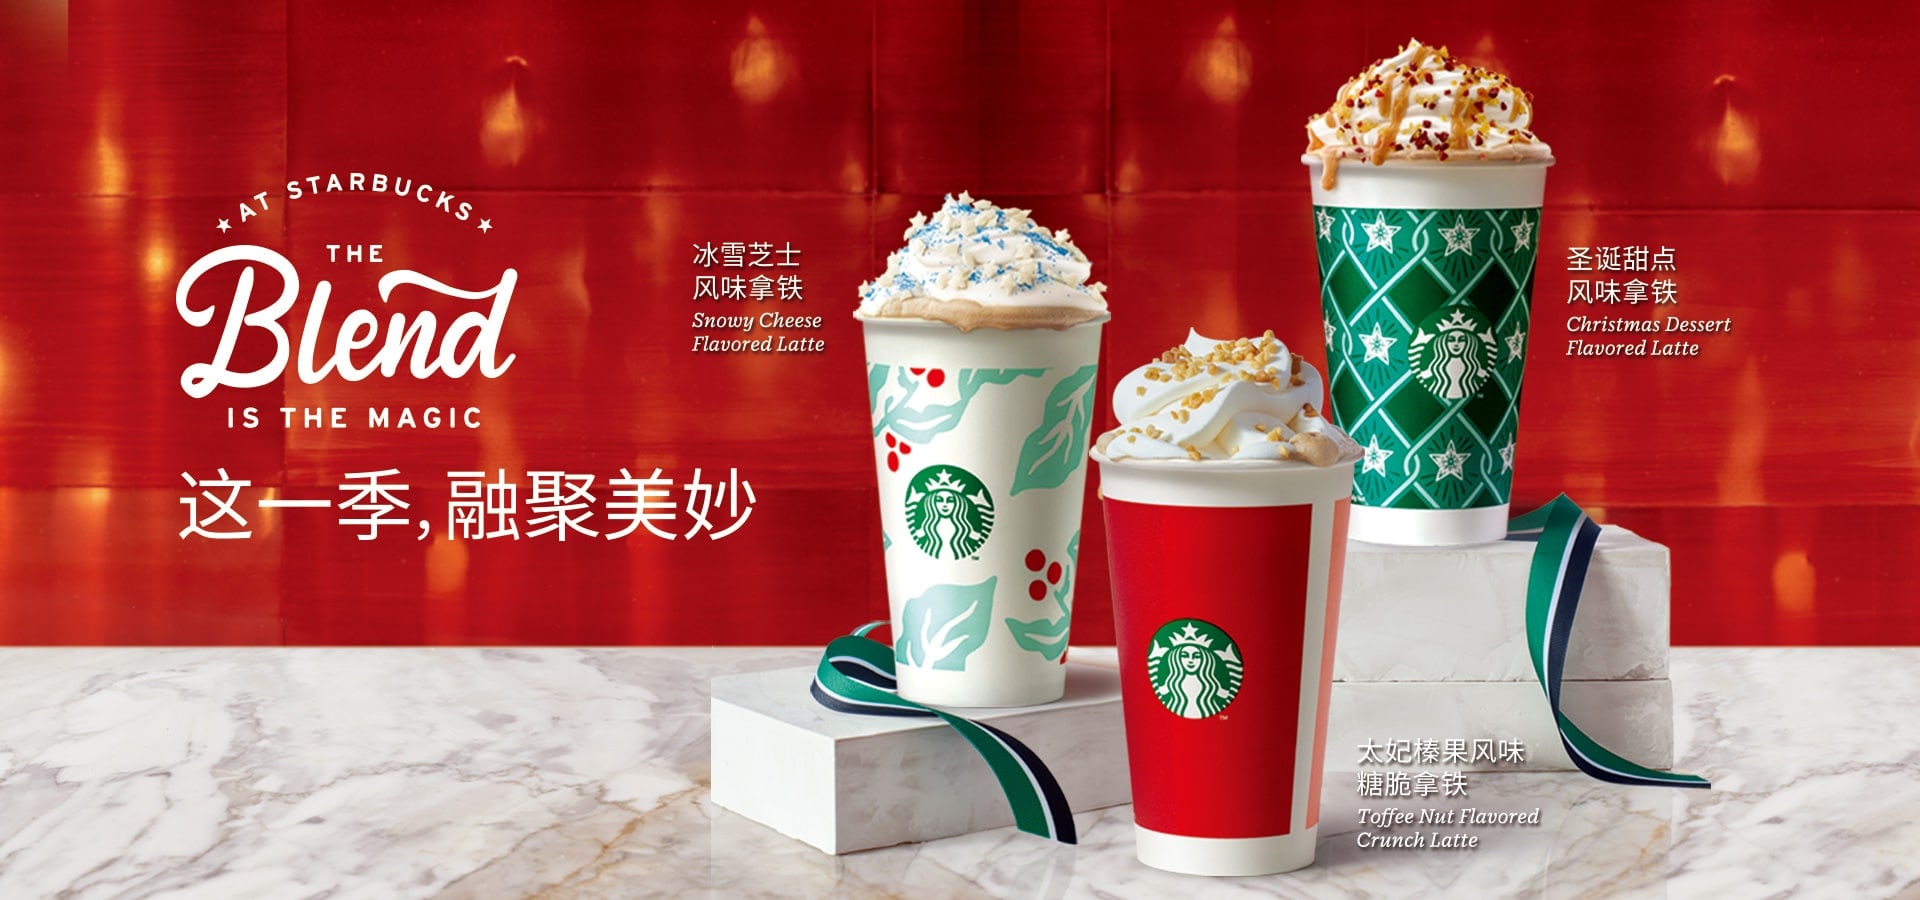 AT STARBUCKS
THE
Blend
IS THE MAGIC
这一季,融聚美妙
冰雪芝士
风味拿铁
Snowy Cheese
Flavored Latte
圣诞甜点
风味拿铁
Christmas Dessert
Flavored Latte
太妃榛果风味
糖脆拿铁
Toffee Nut Flavored
Crunch Latte
TM
TM